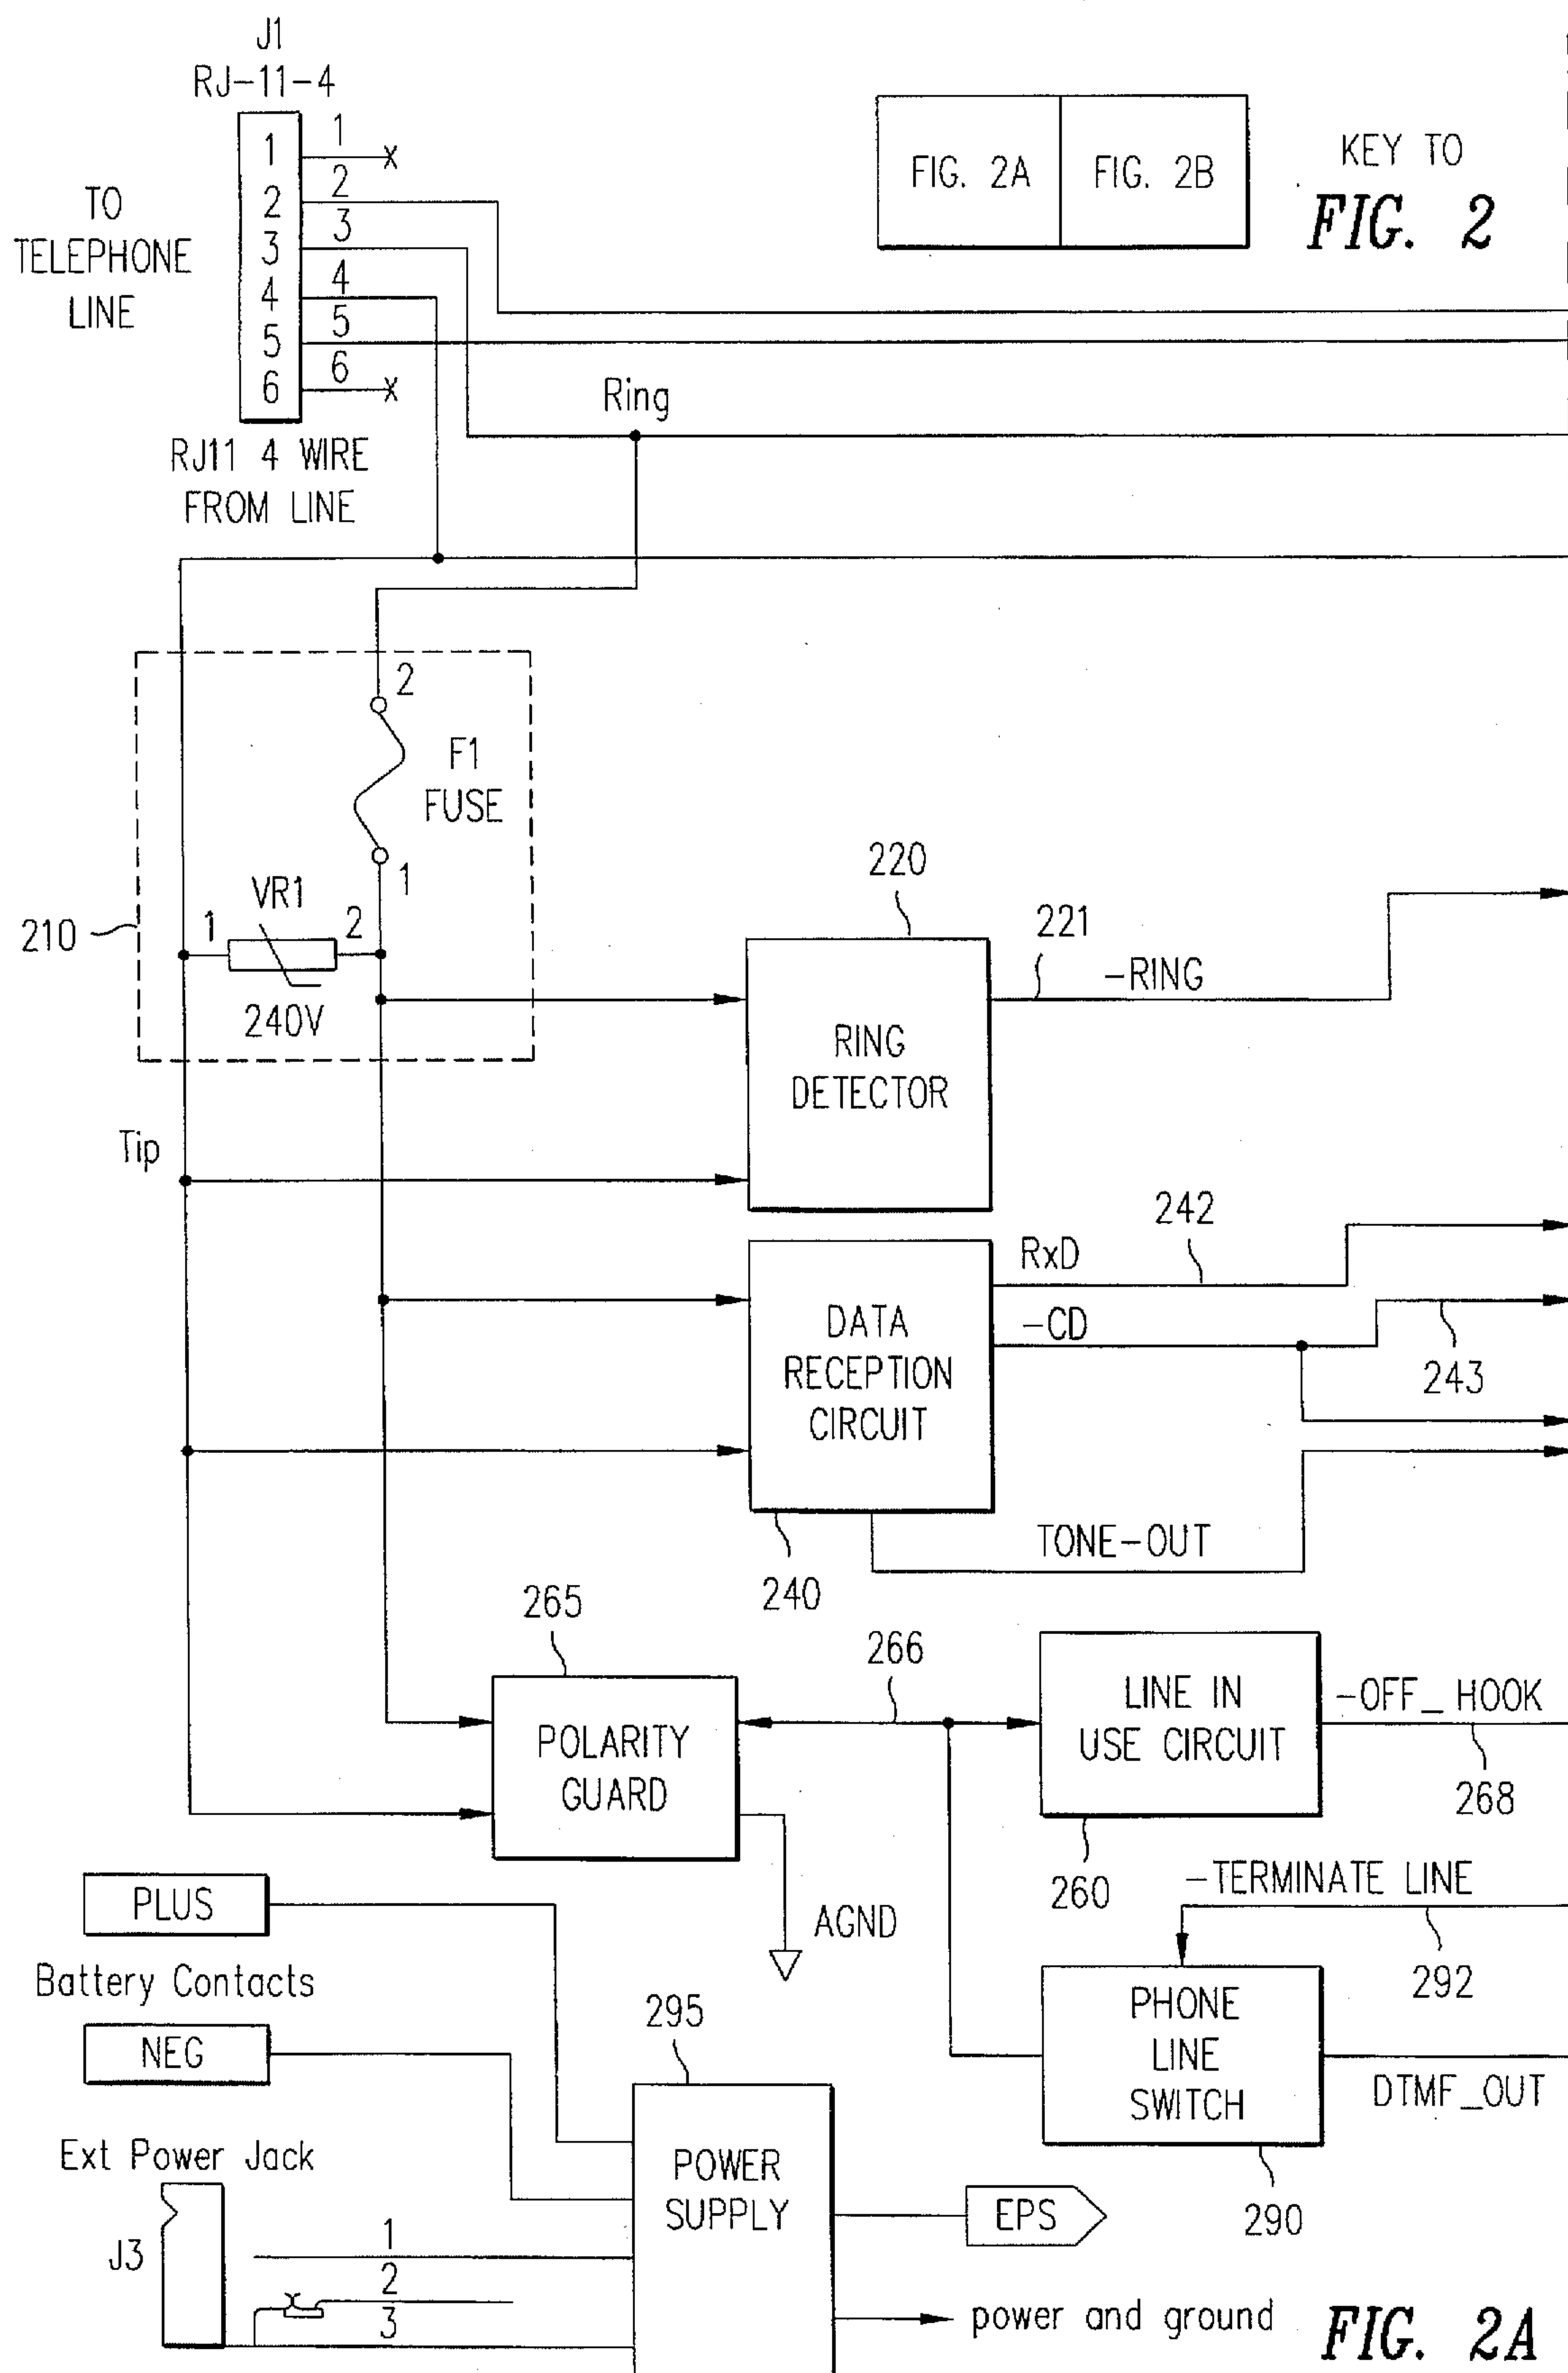 J1
RJ-11-4
1 1
2 2
3 3
4 4
5 5
6 6
TO
TELEPHONE
LINE
RJ11 4 WIRE
FROM LINE
FIG. 2A FIG. 2B
KEY TO
FIG. 2
Ring
2
F1
FUSE
1
VR1
1 2
240V
210
220
221
-RING
RING
DETECTOR
Tip
242
RxD
-CD
243
DATA
RECEPTION
CIRCUIT
TONE-OUT
240
265
266
POLARITY
GUARD
LINE IN
USE CIRCUIT
-OFF_HOOK
268
260
AGND
-TERMINATE LINE
292
PLUS
Battery Contacts
NEG
295
PHONE
LINE
SWITCH
DTMF_OUT
290
Ext Power Jack
J3
1
2
3
POWER
SUPPLY
EPS
power and ground
FIG. 2A